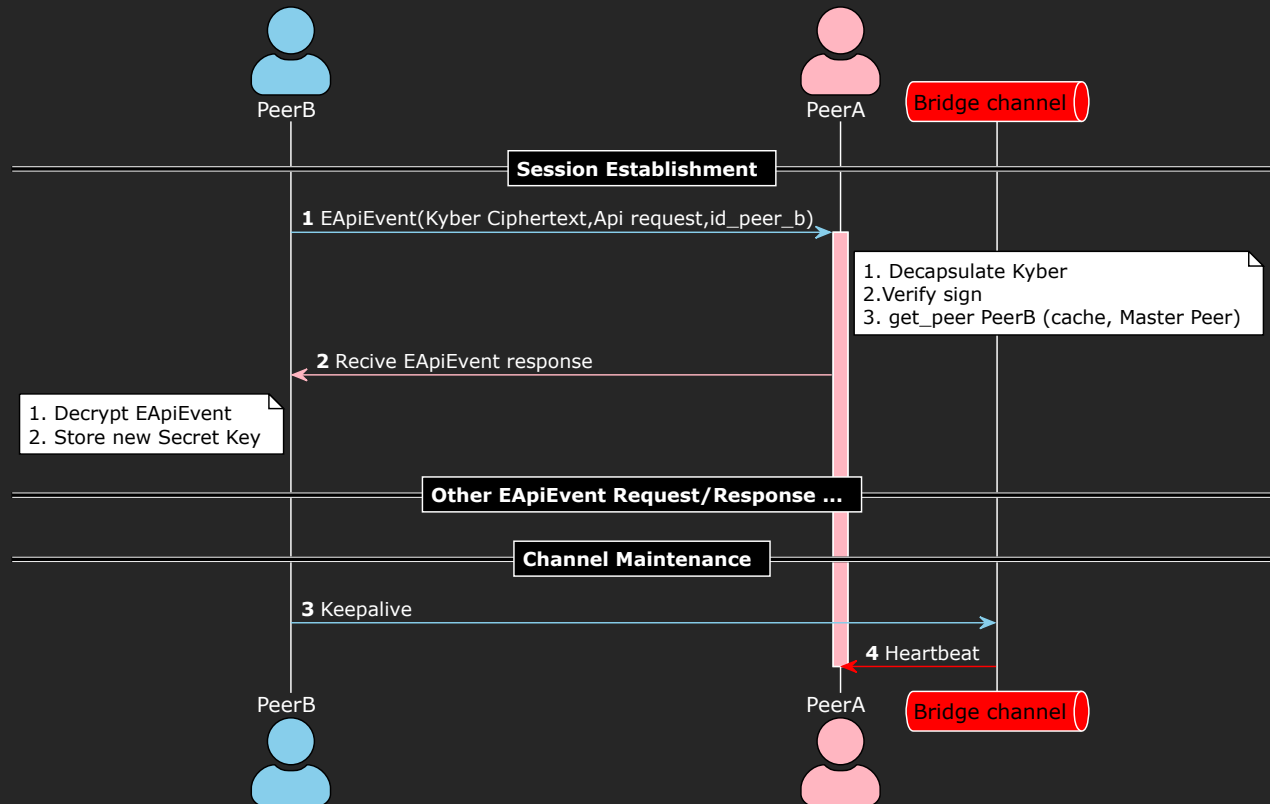 PeerB
PeerA
Bridge channel
Session Establishment
1 EApiEvent(Kyber Ciphertext,Api request,id_peer_b)
1. Decapsulate Kyber
2.Verify sign
3. get_peer PeerB (cache, Master Peer)
2 Recive EApiEvent response
1. Decrypt EApiEvent
2. Store new Secret Key
Other EApiEvent Request/Response ...
Channel Maintenance
3 Keepalive
4 Heartbeat
PeerB
PeerA
Bridge channel